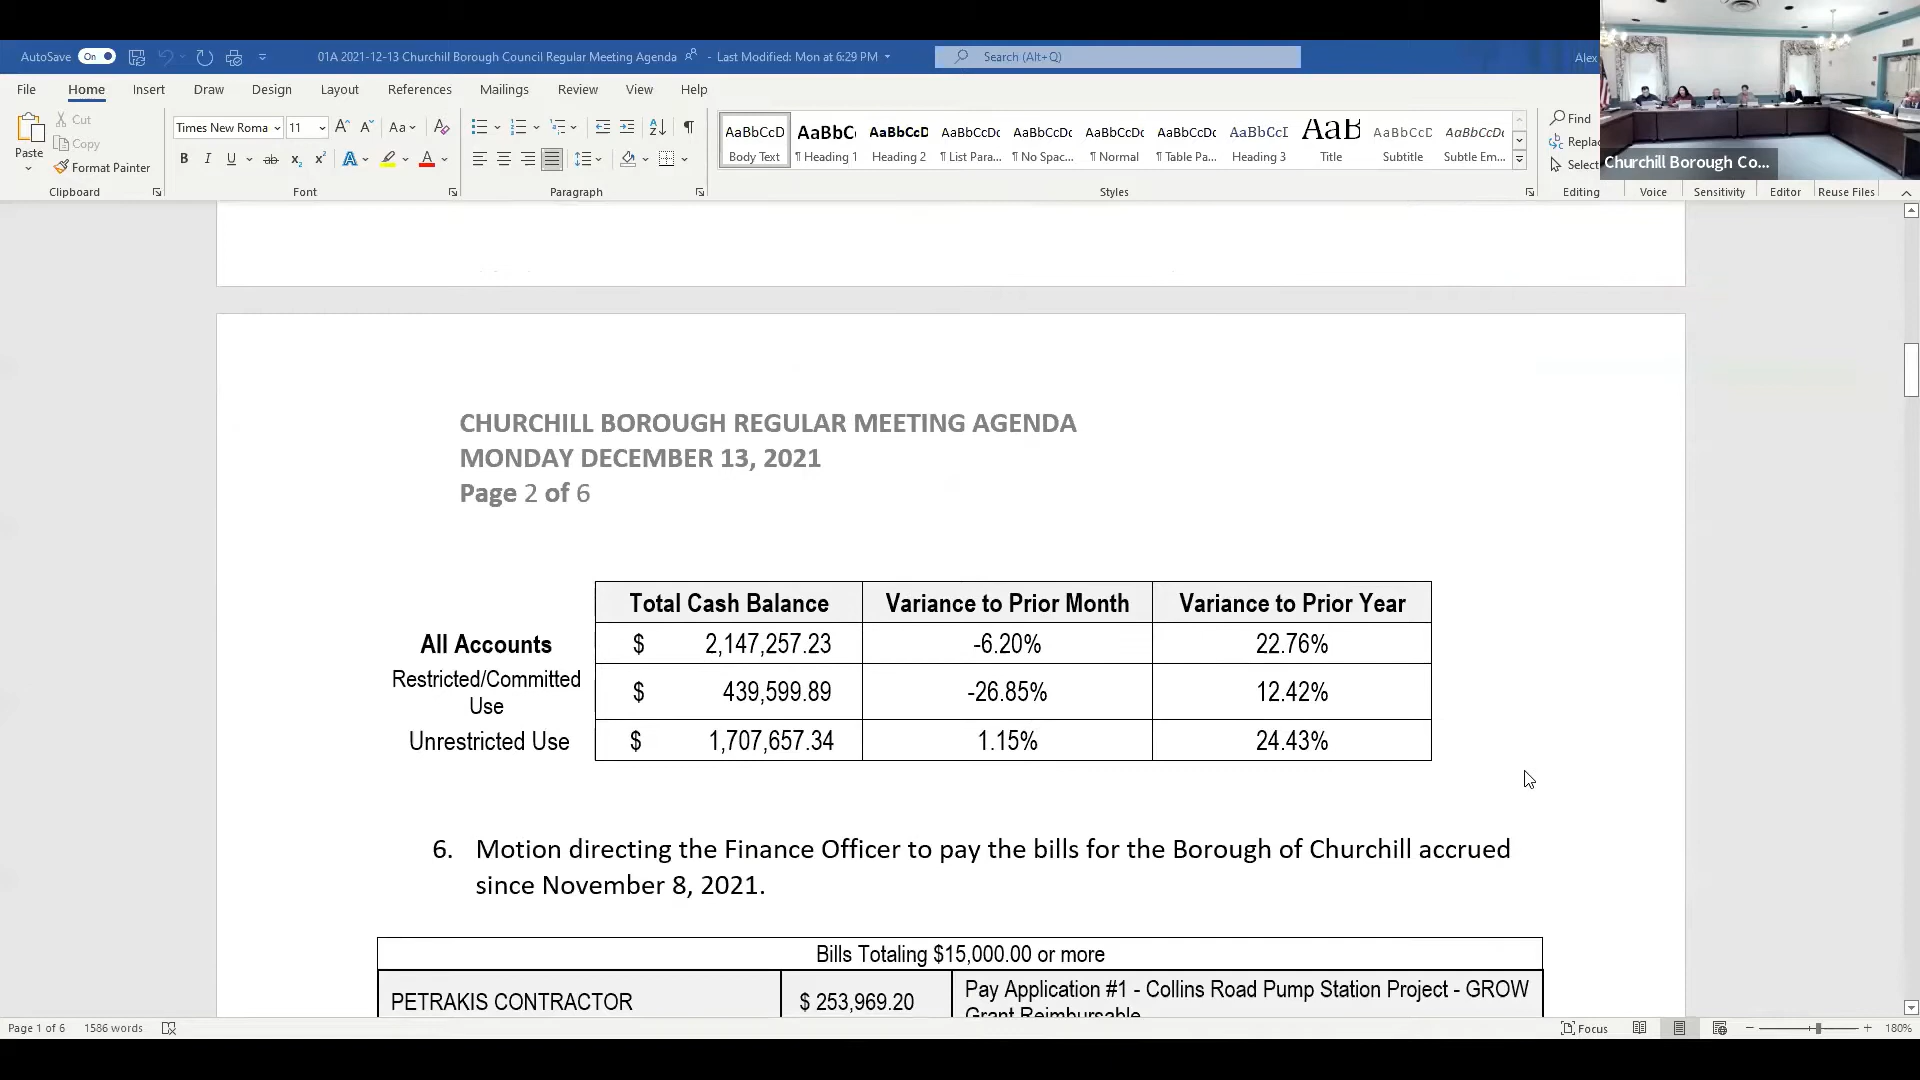 AutoSave On 01A 2021-12-13 Churchill Borough Council Regular Meeting Agenda - Last Modified: Mon at 6:29 PM Search (Alt+Q) Alex
File Home Insert Draw Design Layout References Mailings Review View Help
Paste Cut Copy Format Painter
Times New Roma 11
AaBbCcD AaBbC AaBbCcD AaBbCcDc AaBbCcDc AaBbCcDc AaBbCcDc AaBbCcI AaB AaBbCcD AaBbCcDc
Body Text ¶ Heading 1 Heading 2 ¶ List Para... ¶ No Spac... ¶ Normal ¶ Table Pa... Heading 3 Title Subtitle Subtle Em...
Find
Replac
Select
Churchill Borough Co...
Clipboard Font Paragraph Styles Editing Voice Sensitivity Editor Reuse Files
CHURCHILL BOROUGH REGULAR MEETING AGENDA
MONDAY DECEMBER 13, 2021
Page 2 of 6
Total Cash Balance Variance to Prior Month Variance to Prior Year
All Accounts $ 2,147,257.23 -6.20% 22.76%
Restricted/Committed
Use $ 439,599.89 -26.85% 12.42%
Unrestricted Use $ 1,707,657.34 1.15% 24.43%
6. Motion directing the Finance Officer to pay the bills for the Borough of Churchill accrued
since November 8, 2021.
Bills Totaling $15,000.00 or more
PETRAKIS CONTRACTOR $ 253,969.20 Pay Application #1 - Collins Road Pump Station Project - GROW
Grant Reimbursable
Page 1 of 6 1586 words Focus 180%